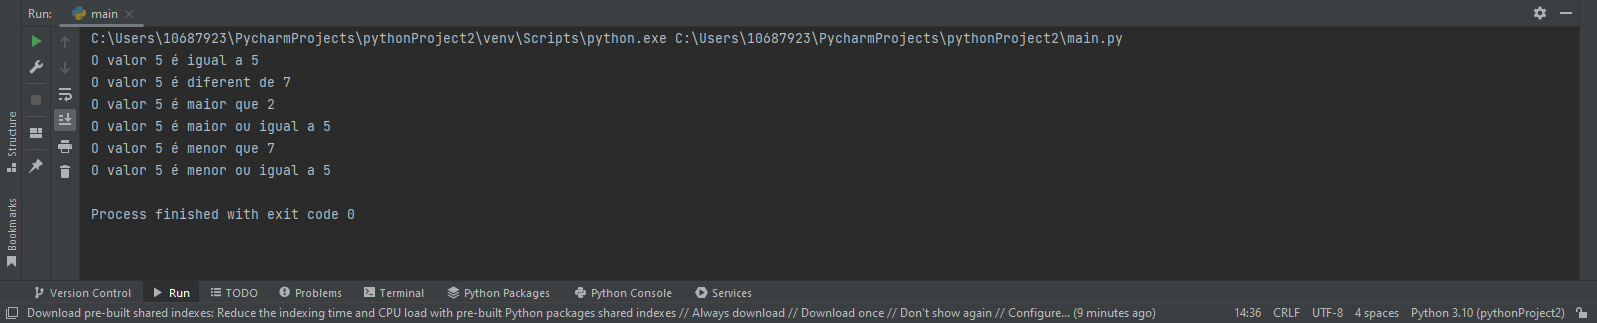 Run: main
C:\Users\10687923\PycharmProjects\pythonProject2\venv\Scripts\python.exe C:\Users\10687923\PycharmProjects\pythonProject2\main.py
O valor 5 é igual a 5
O valor 5 é diferent de 7
O valor 5 é maior que 2
O valor 5 é maior ou igual a 5
O valor 5 é menor que 7
O valor 5 é menor ou igual a 5
Process finished with exit code 0
Structure
Bookmarks
Version Control Run TODO Problems Terminal Python Packages Python Console Services
Download pre-built shared indexes: Reduce the indexing time and CPU load with pre-built Python packages shared indexes // Always download // Download once // Don't show again // Configure... (9 minutes ago) 14:36 CRLF UTF-8 4 spaces Python 3.10 (pythonProject2)